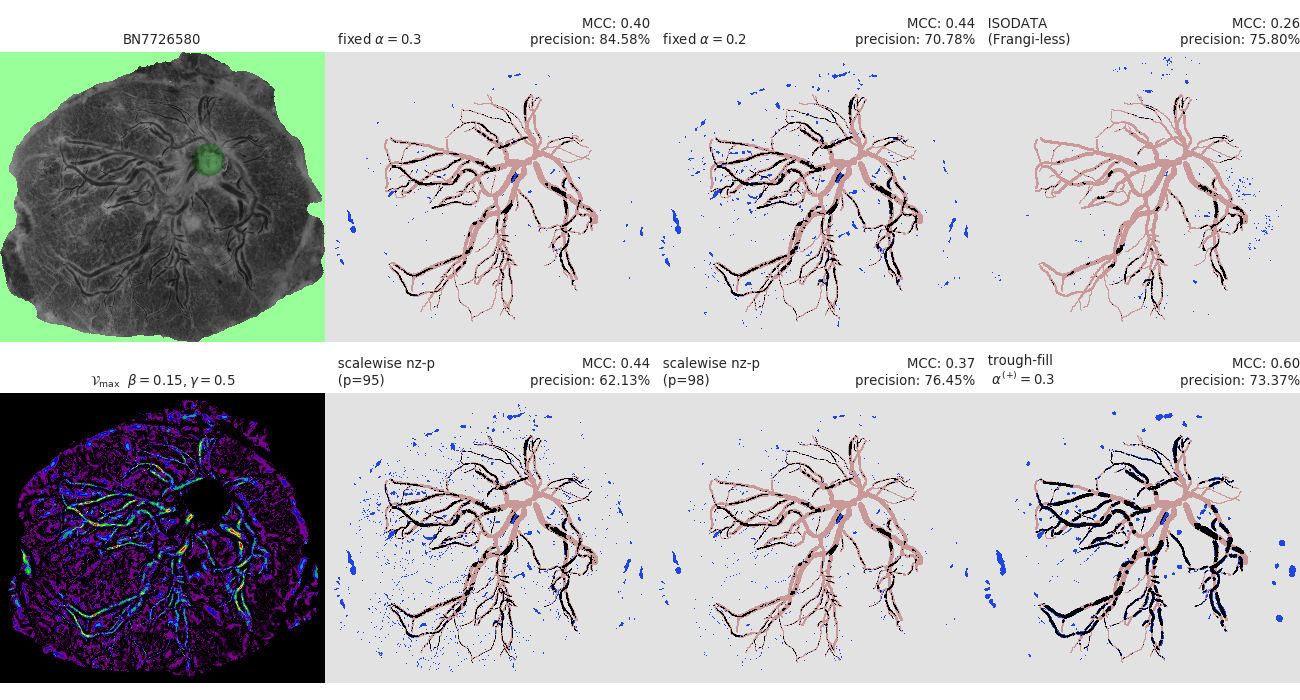 BN7726580
fixed α = 0.3
MCC: 0.40
precision: 84.58%
fixed α = 0.2
MCC: 0.44
precision: 70.78%
ISODATA
(Frangi-less)
MCC: 0.26
precision: 75.80%
𝒱max β = 0.15, γ = 0.5
scalewise nz-p
(p=95)
MCC: 0.44
precision: 62.13%
scalewise nz-p
(p=98)
MCC: 0.37
precision: 76.45%
trough-fill
α(+) = 0.3
MCC: 0.60
precision: 73.37%